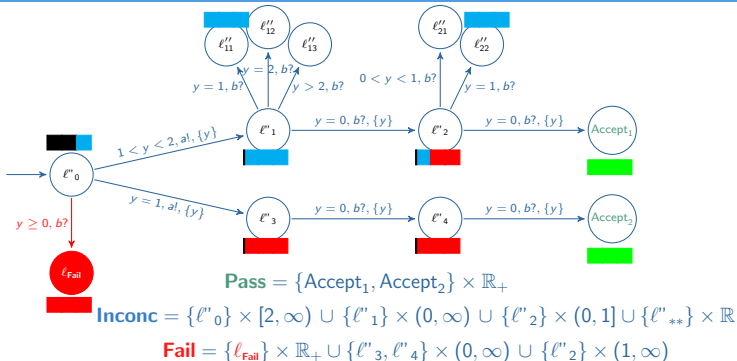 ℓ''₁₁ ℓ''₁₂ ℓ''₁₃ ℓ''₂₁ ℓ''₂₂
y = 1, b? y = 2, b? y > 2, b? 0 < y < 1, b? y = 1, b?
1 < y < 2, a!, {y} ℓ"₁ y = 0, b?, {y} ℓ"₂ y = 0, b?, {y} Accept₁
ℓ"₀
y = 1, a!, {y} ℓ"₃ y = 0, b?, {y} ℓ"₄ y = 0, b?, {y} Accept₂
y ≥ 0, b?
ℓ_Fail
Pass = {Accept₁, Accept₂} × ℝ₊
Inconc = {ℓ"₀} × [2, ∞) ∪ {ℓ"₁} × (0, ∞) ∪ {ℓ"₂} × (0, 1] ∪ {ℓ"₍**₎} × ℝ
Fail = {ℓ_Fail} × ℝ₊ ∪ {ℓ"₃, ℓ"₄} × (0, ∞) ∪ {ℓ"₂} × (1, ∞)